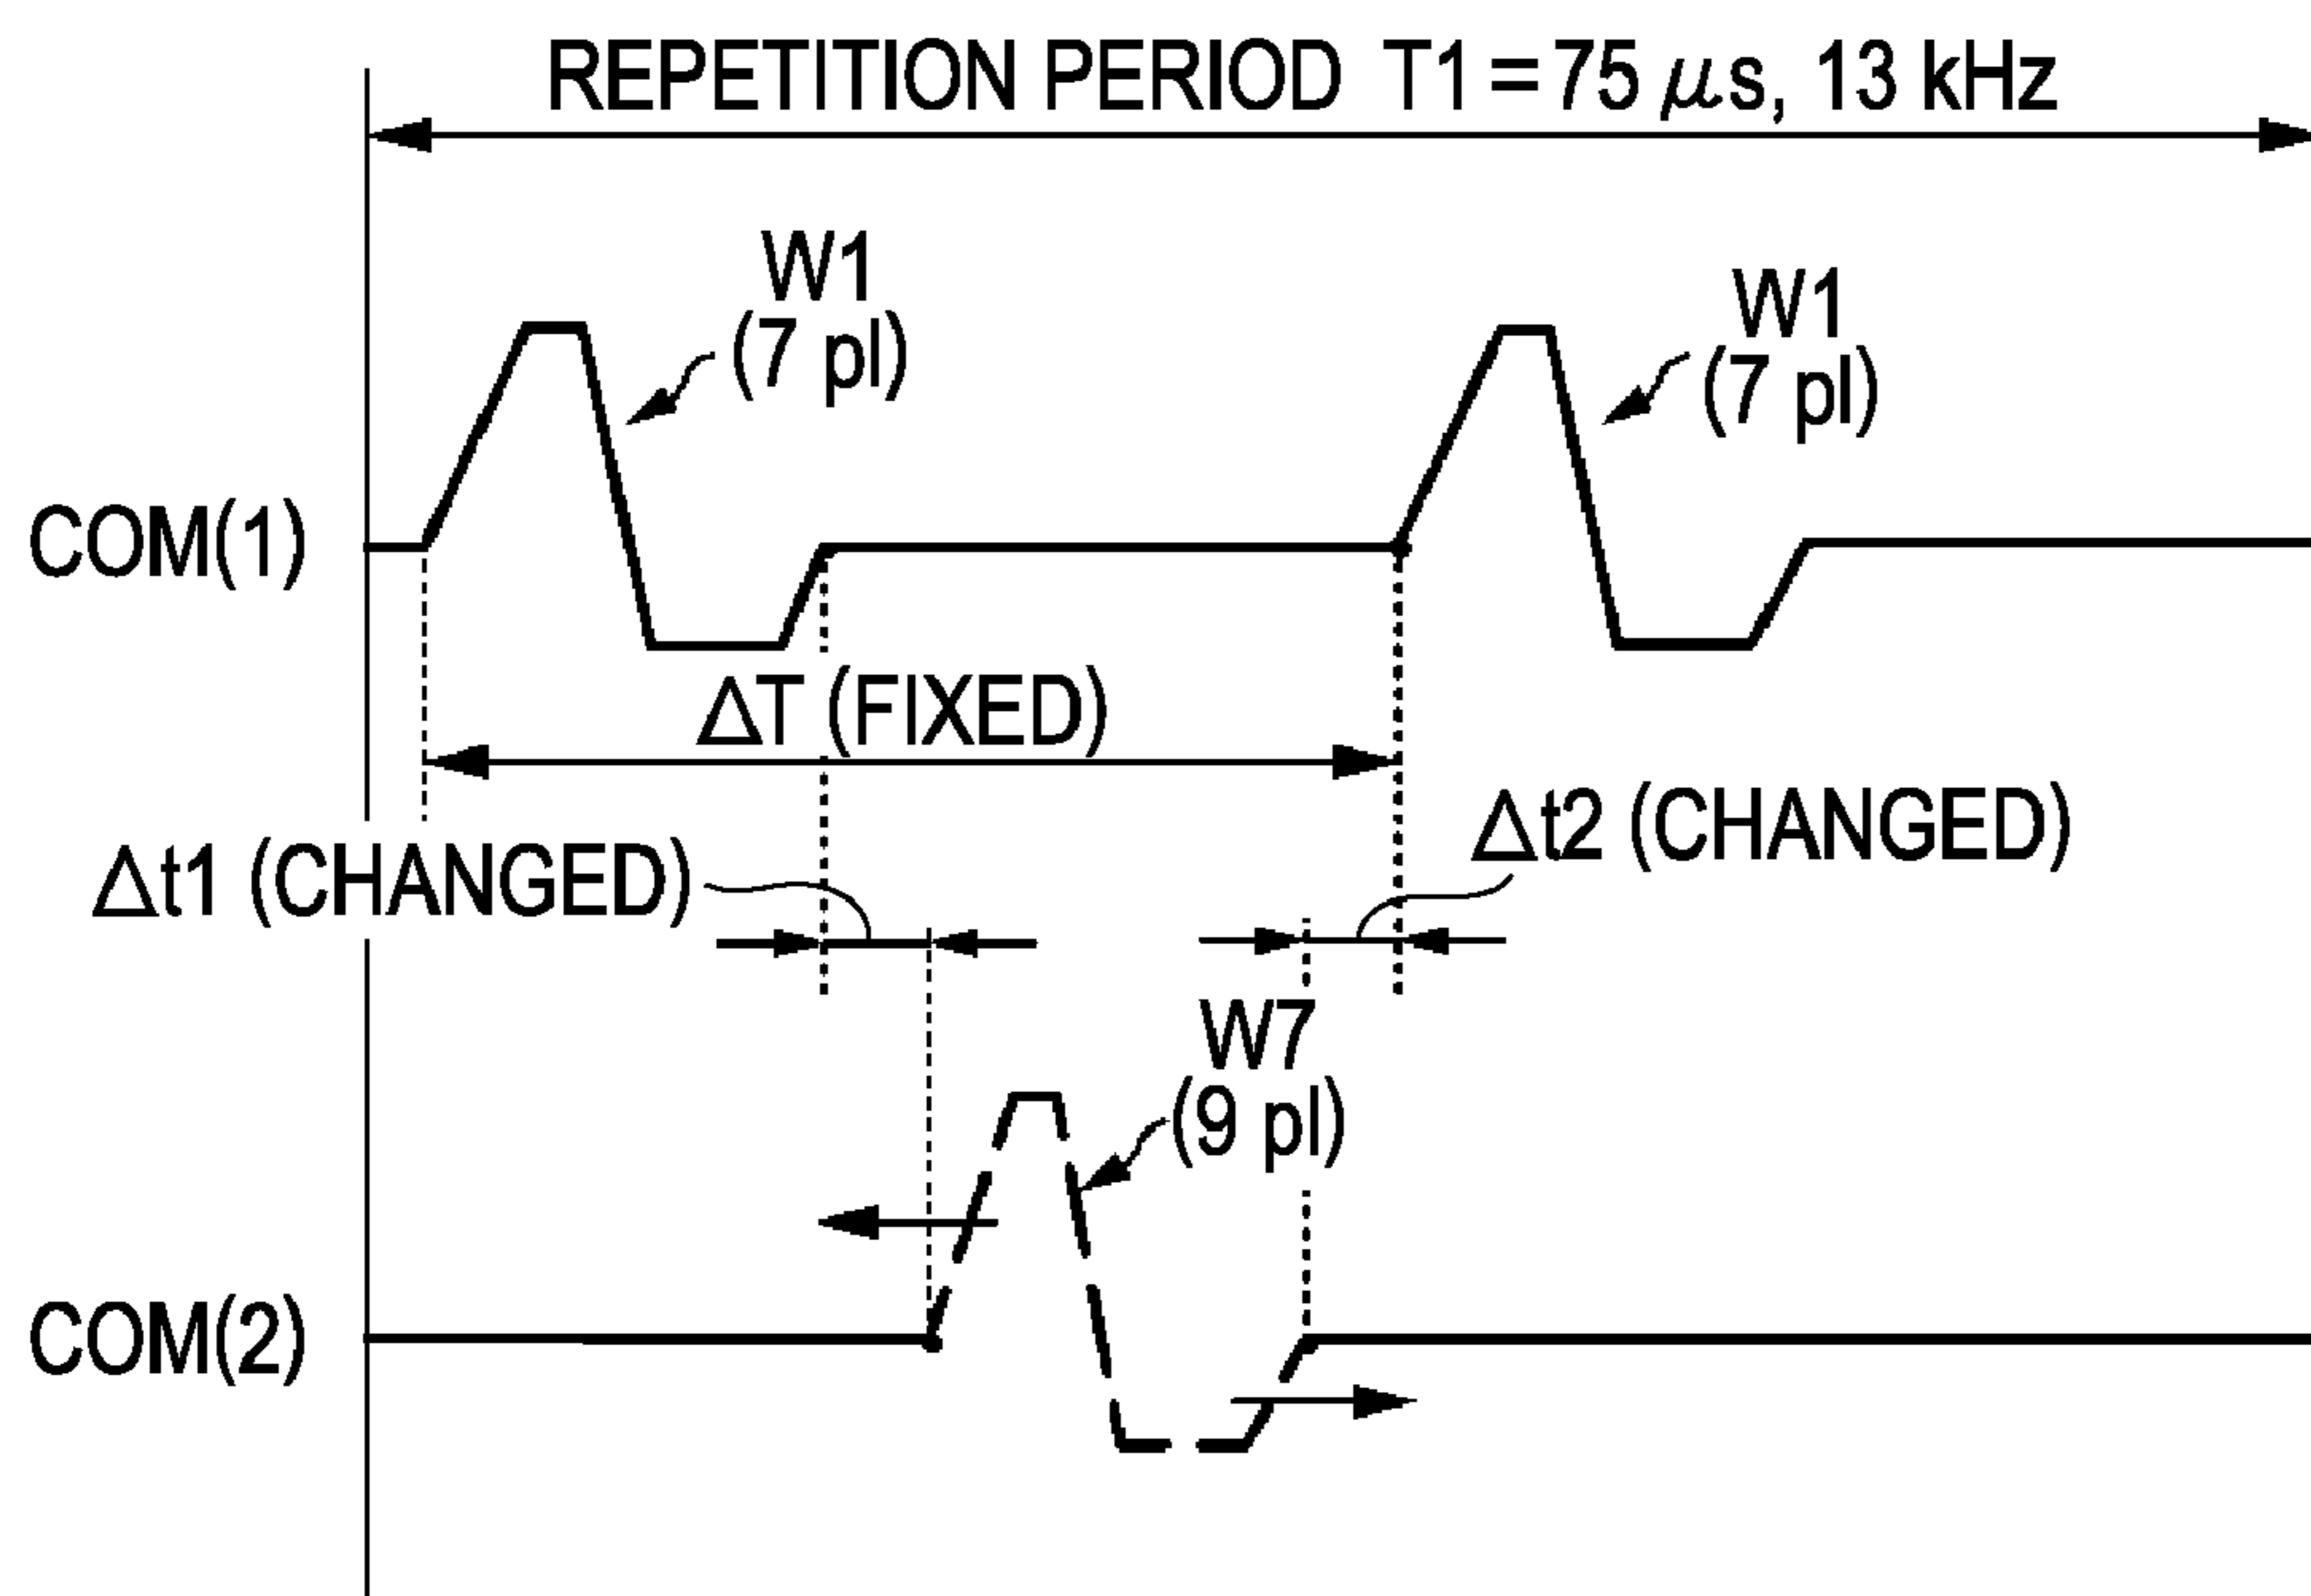 REPETITION PERIOD T1=75 μs, 13 kHz
W1
(7 pl)
W1
(7 pl)
COM(1)
ΔT (FIXED)
Δt2 (CHANGED)
Δt1 (CHANGED)
W7
(9 pl)
COM(2)